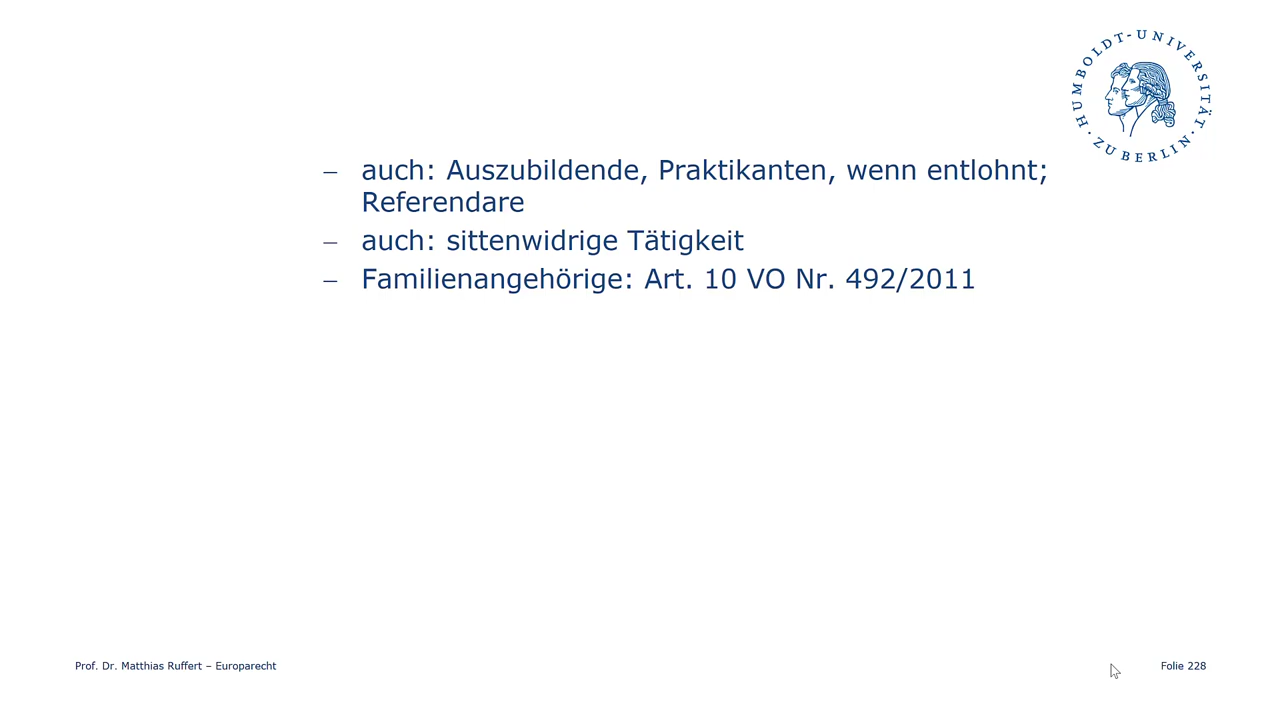 HUMBOLDT-UNIVERSITÄT
· ZU BERLIN ·
– auch: Auszubildende, Praktikanten, wenn entlohnt;
Referendare
– auch: sittenwidrige Tätigkeit
– Familienangehörige: Art. 10 VO Nr. 492/2011
Prof. Dr. Matthias Ruffert – Europarecht
Folie 228